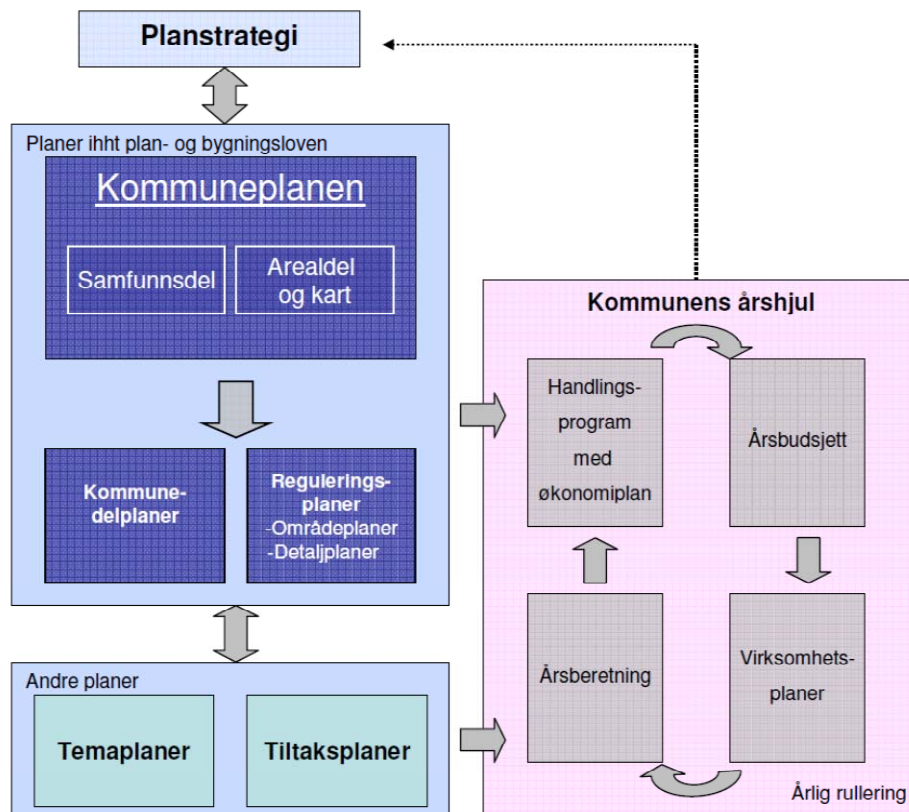 Planstrategi
Planer ihht plan- og bygningsloven
Kommuneplanen
Samfunnsdel
Arealdel
og kart
Kommune-
delplaner
Regulerings-
planer
-Områdeplaner
-Detaljplaner
Andre planer
Temaplaner
Tiltaksplaner
Kommunens årshjul
Handlings-
program
med
økonomiplan
Årsbudsjett
Årsberetning
Virksomhets-
planer
Årlig rullering